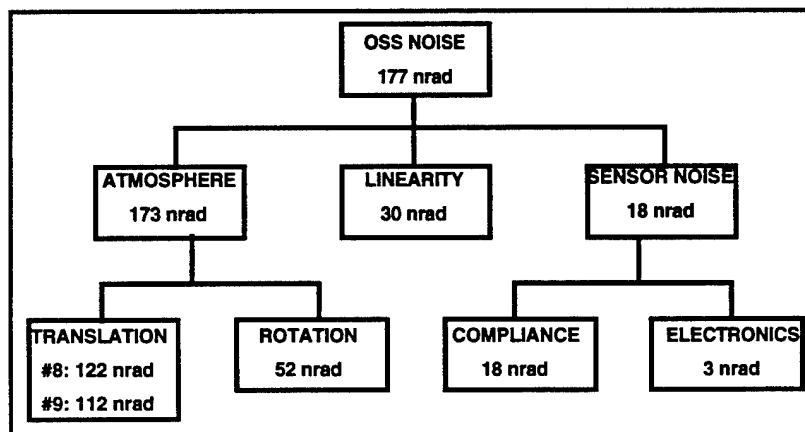 OSS NOISE
177 nrad
ATMOSPHERE
173 nrad
LINEARITY
30 nrad
SENSOR NOISE
18 nrad
TRANSLATION
#8: 122 nrad
#9: 112 nrad
ROTATION
52 nrad
COMPLIANCE
18 nrad
ELECTRONICS
3 nrad